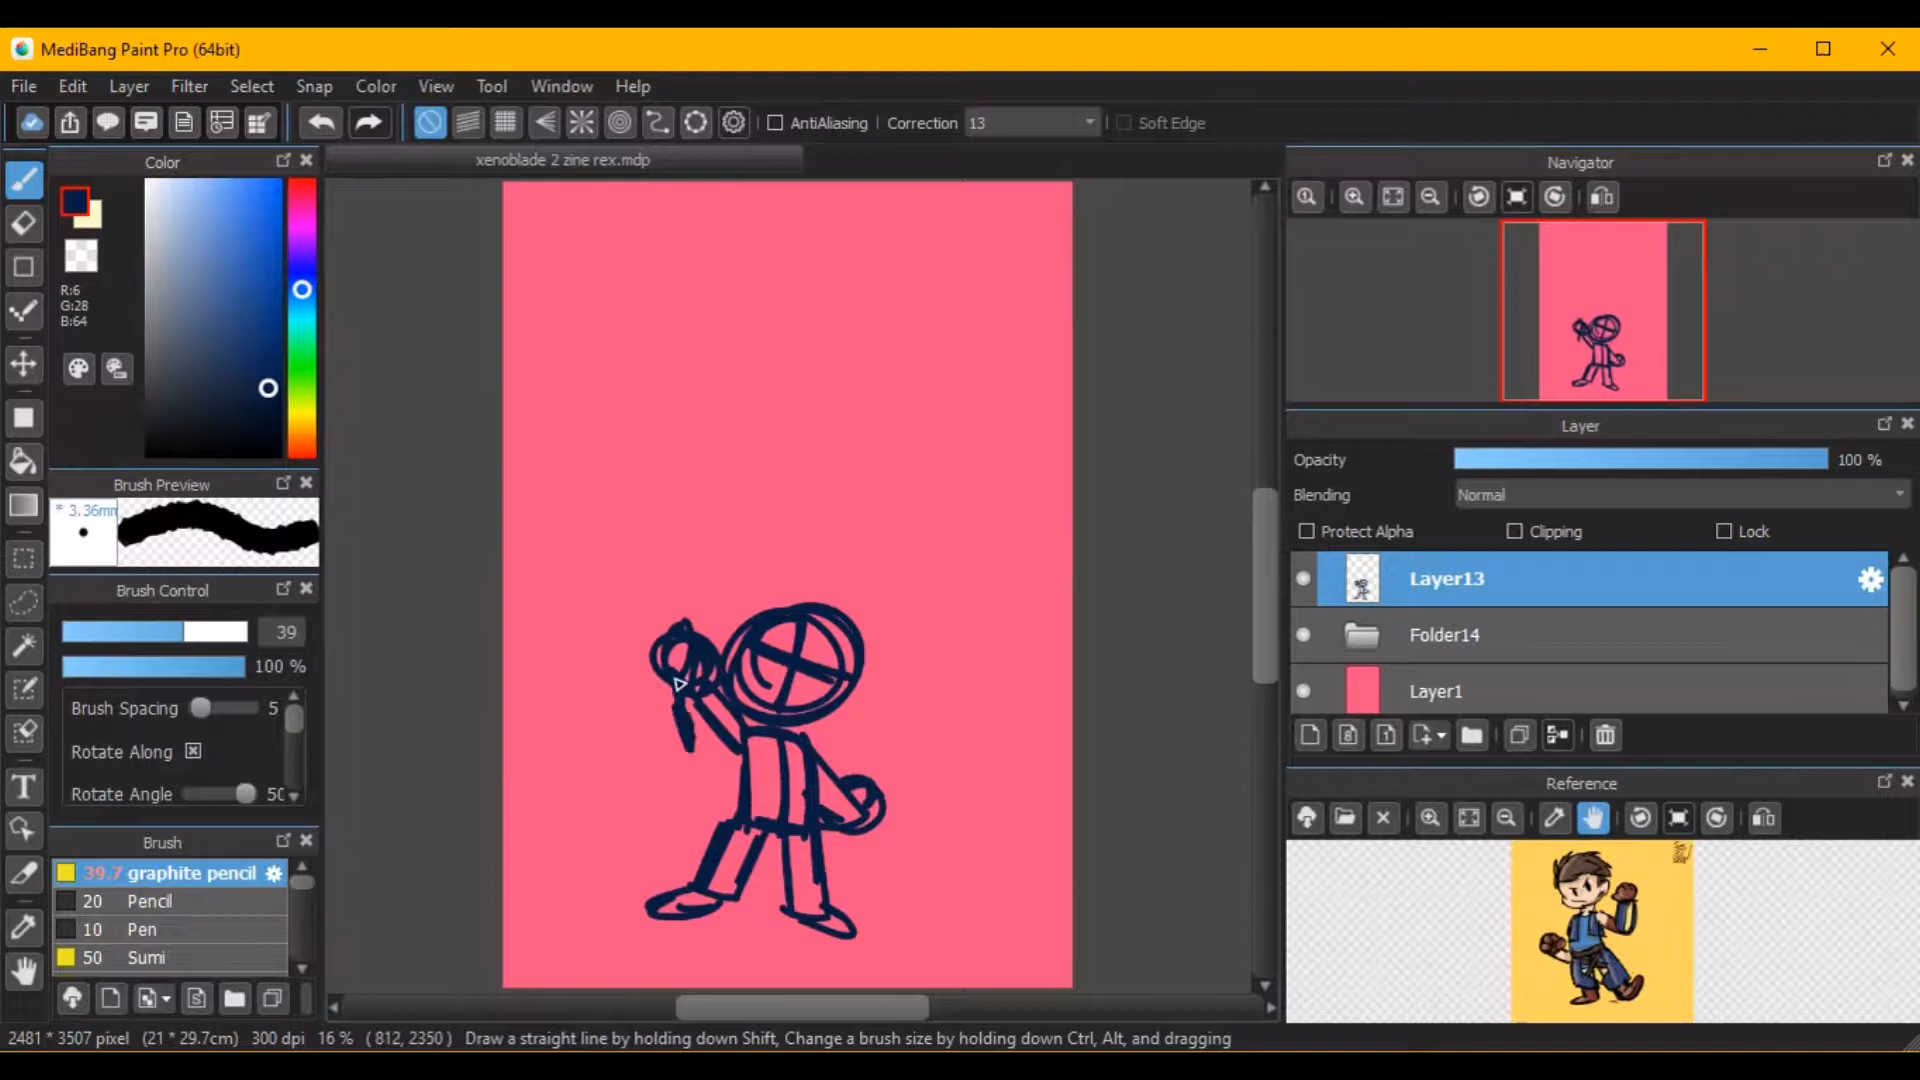 MediBang Paint Pro (64bit)
File Edit Layer Filter Select Snap Color View Tool Window Help
AntiAliasing Correction 13 Soft Edge
Color
xenoblade 2 zine rex.mdp
Navigator
R:6
G:28
B:64
Layer
Opacity 100 %
Brush Preview
Blending Normal
* 3.36mm
Protect Alpha Clipping Lock
Brush Control
Layer13
39
Folder14
100 %
Layer1
Brush Spacing 5
Rotate Along
Rotate Angle 50
Reference
Brush
39.7 graphite pencil
20 Pencil
10 Pen
50 Sumi
2481 * 3507 pixel (21 * 29.7cm) 300 dpi 16 % ( 812, 2350 ) Draw a straight line by holding down Shift, Change a brush size by holding down Ctrl, Alt, and dragging